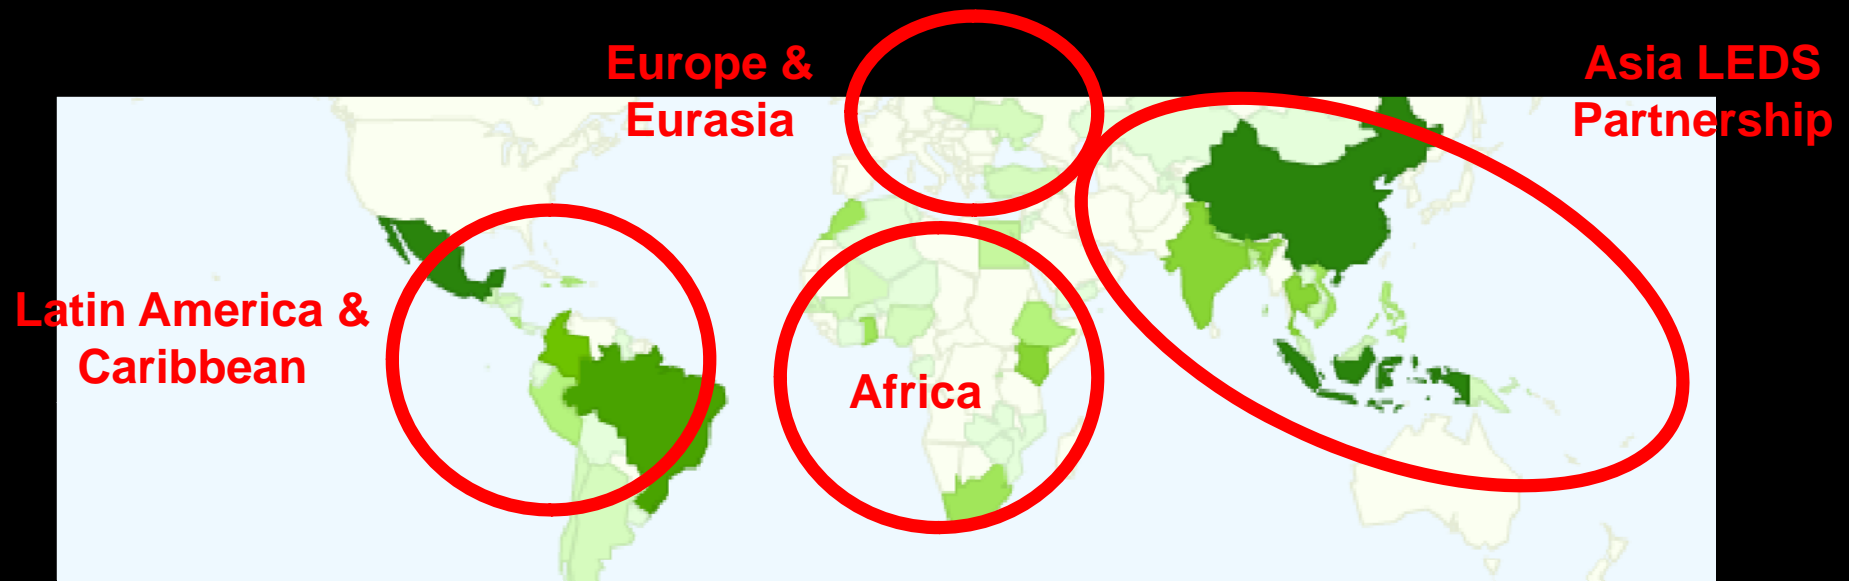 Europe &
Eurasia
Asia LEDS
Partnership
Latin America &
Caribbean
Africa